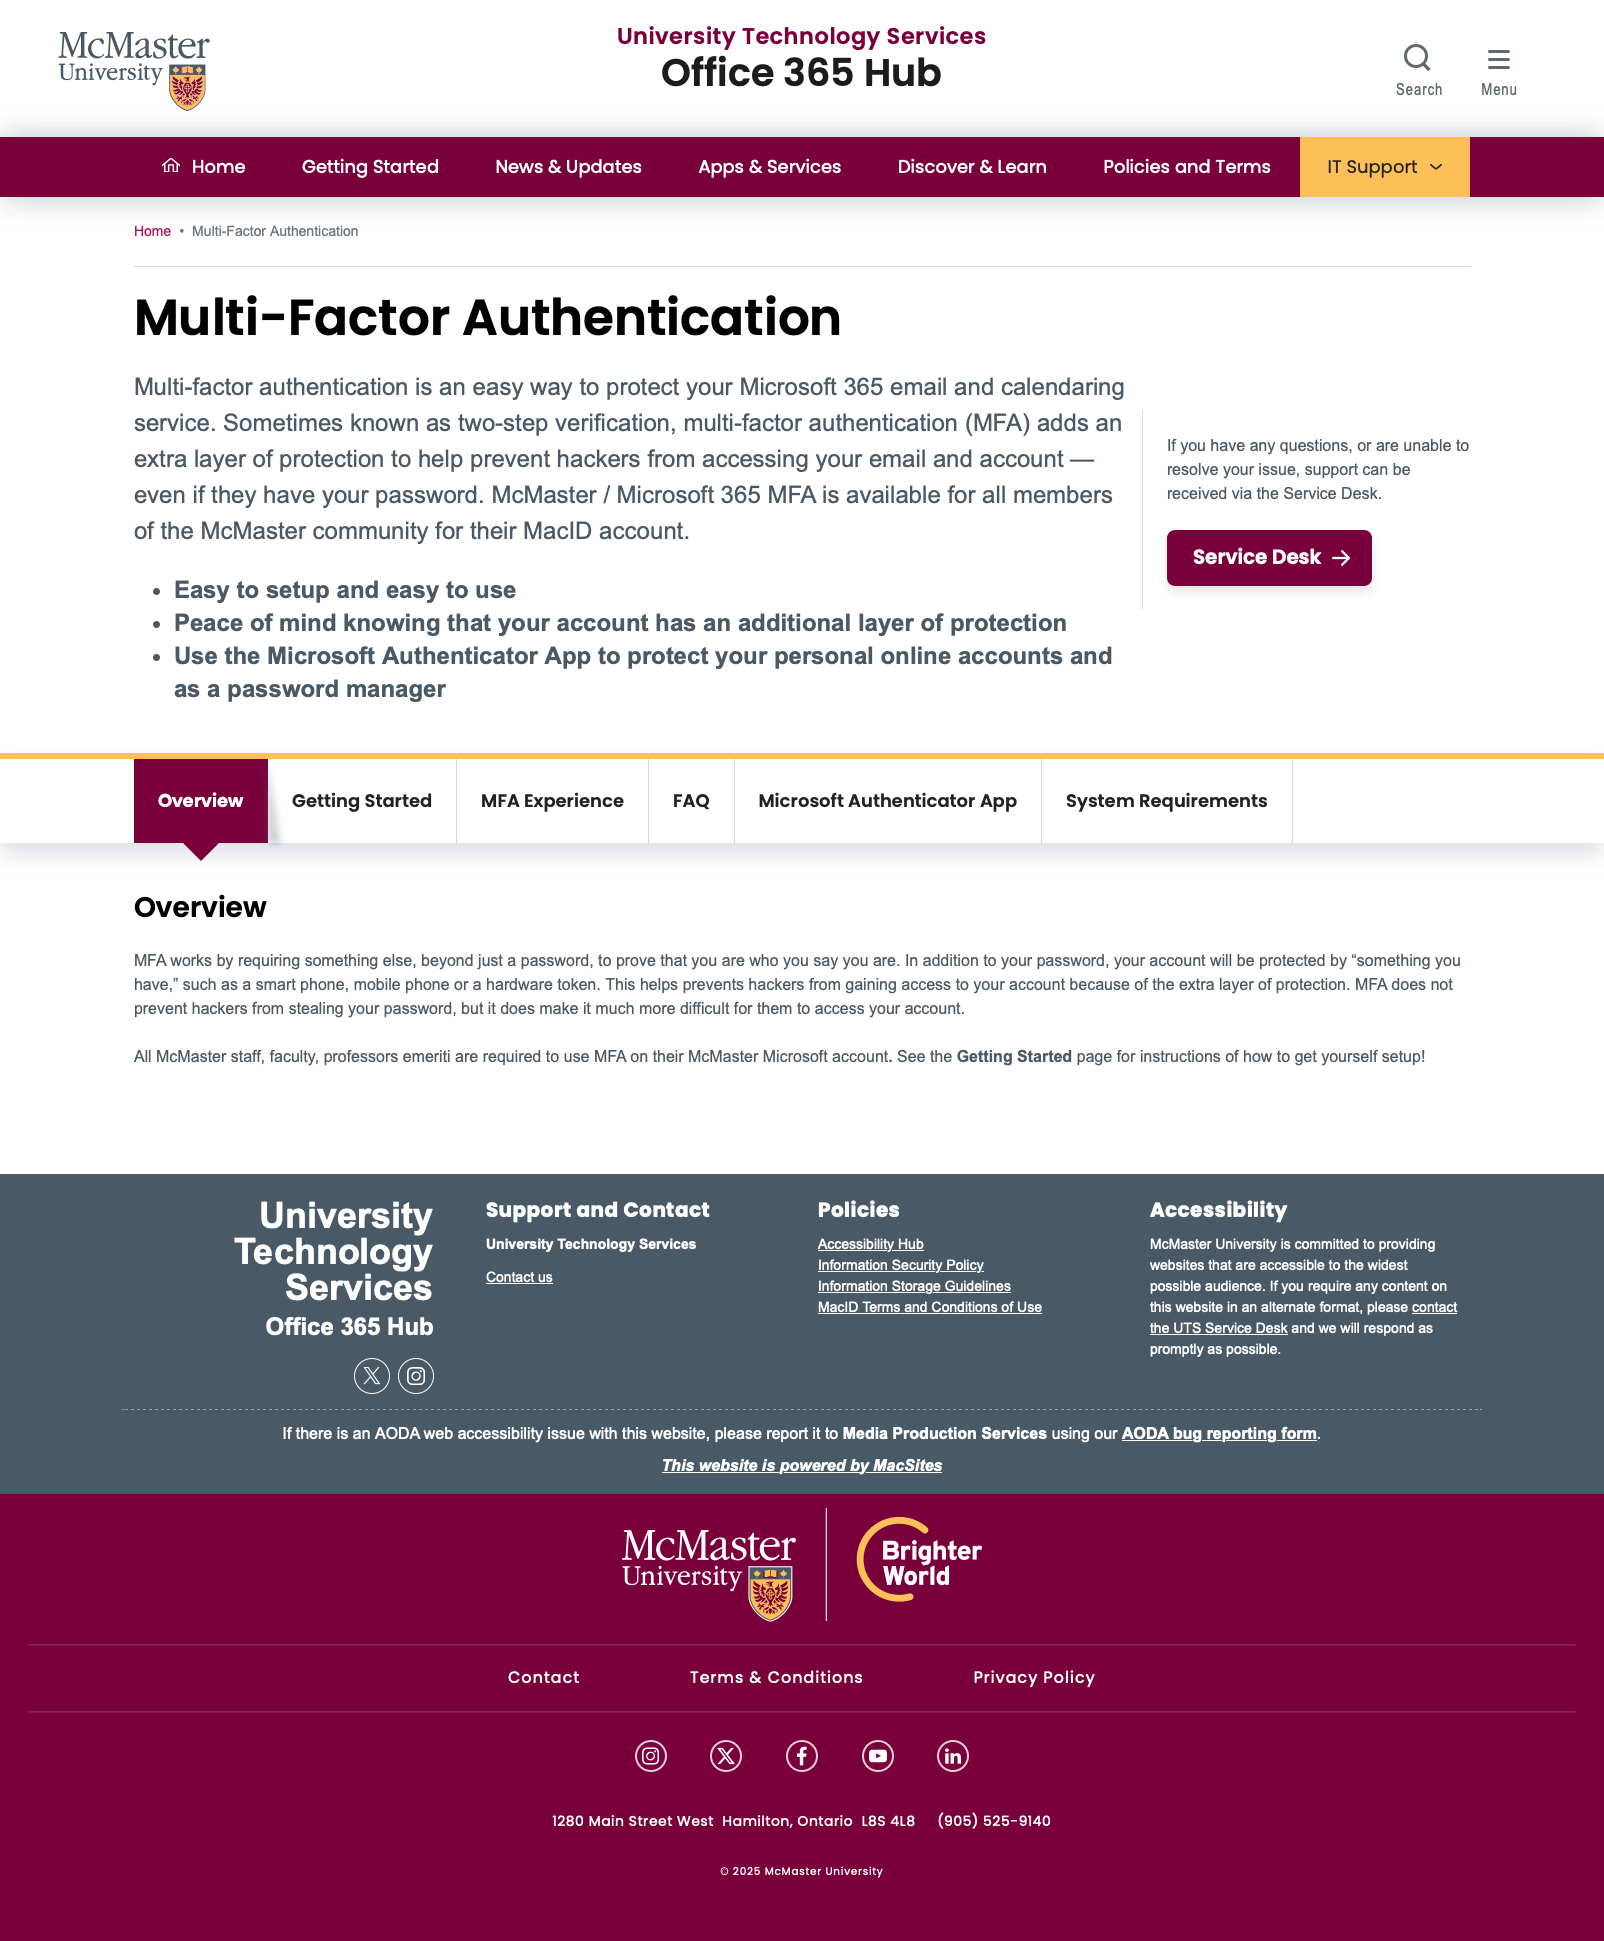 McMaster
University
University Technology Services
Office 365 Hub
Search
Menu
Home
Getting Started
News & Updates
Apps & Services
Discover & Learn
Policies and Terms
IT Support
Home • Multi-Factor Authentication
Multi-Factor Authentication
Multi-factor authentication is an easy way to protect your Microsoft 365 email and calendaring
service. Sometimes known as two-step verification, multi-factor authentication (MFA) adds an
extra layer of protection to help prevent hackers from accessing your email and account —
even if they have your password. McMaster / Microsoft 365 MFA is available for all members
of the McMaster community for their MacID account.
• Easy to setup and easy to use
• Peace of mind knowing that your account has an additional layer of protection
• Use the Microsoft Authenticator App to protect your personal online accounts and
as a password manager
If you have any questions, or are unable to
resolve your issue, support can be
received via the Service Desk.
Service Desk
Overview
Getting Started
MFA Experience
FAQ
Microsoft Authenticator App
System Requirements
Overview
MFA works by requiring something else, beyond just a password, to prove that you are who you say you are. In addition to your password, your account will be protected by “something you
have,” such as a smart phone, mobile phone or a hardware token. This helps prevents hackers from gaining access to your account because of the extra layer of protection. MFA does not
prevent hackers from stealing your password, but it does make it much more difficult for them to access your account.
All McMaster staff, faculty, professors emeriti are required to use MFA on their McMaster Microsoft account. See the Getting Started page for instructions of how to get yourself setup!
University
Technology
Services
Office 365 Hub
Support and Contact
University Technology Services
Contact us
Policies
Accessibility Hub
Information Security Policy
Information Storage Guidelines
MacID Terms and Conditions of Use
Accessibility
McMaster University is committed to providing
websites that are accessible to the widest
possible audience. If you require any content on
this website in an alternate format, please contact
the UTS Service Desk and we will respond as
promptly as possible.
If there is an AODA web accessibility issue with this website, please report it to Media Production Services using our AODA bug reporting form.
This website is powered by MacSites
McMaster
University
Brighter
World
Contact
Terms & Conditions
Privacy Policy
1280 Main Street West Hamilton, Ontario L8S 4L8 (905) 525-9140
© 2025 McMaster University